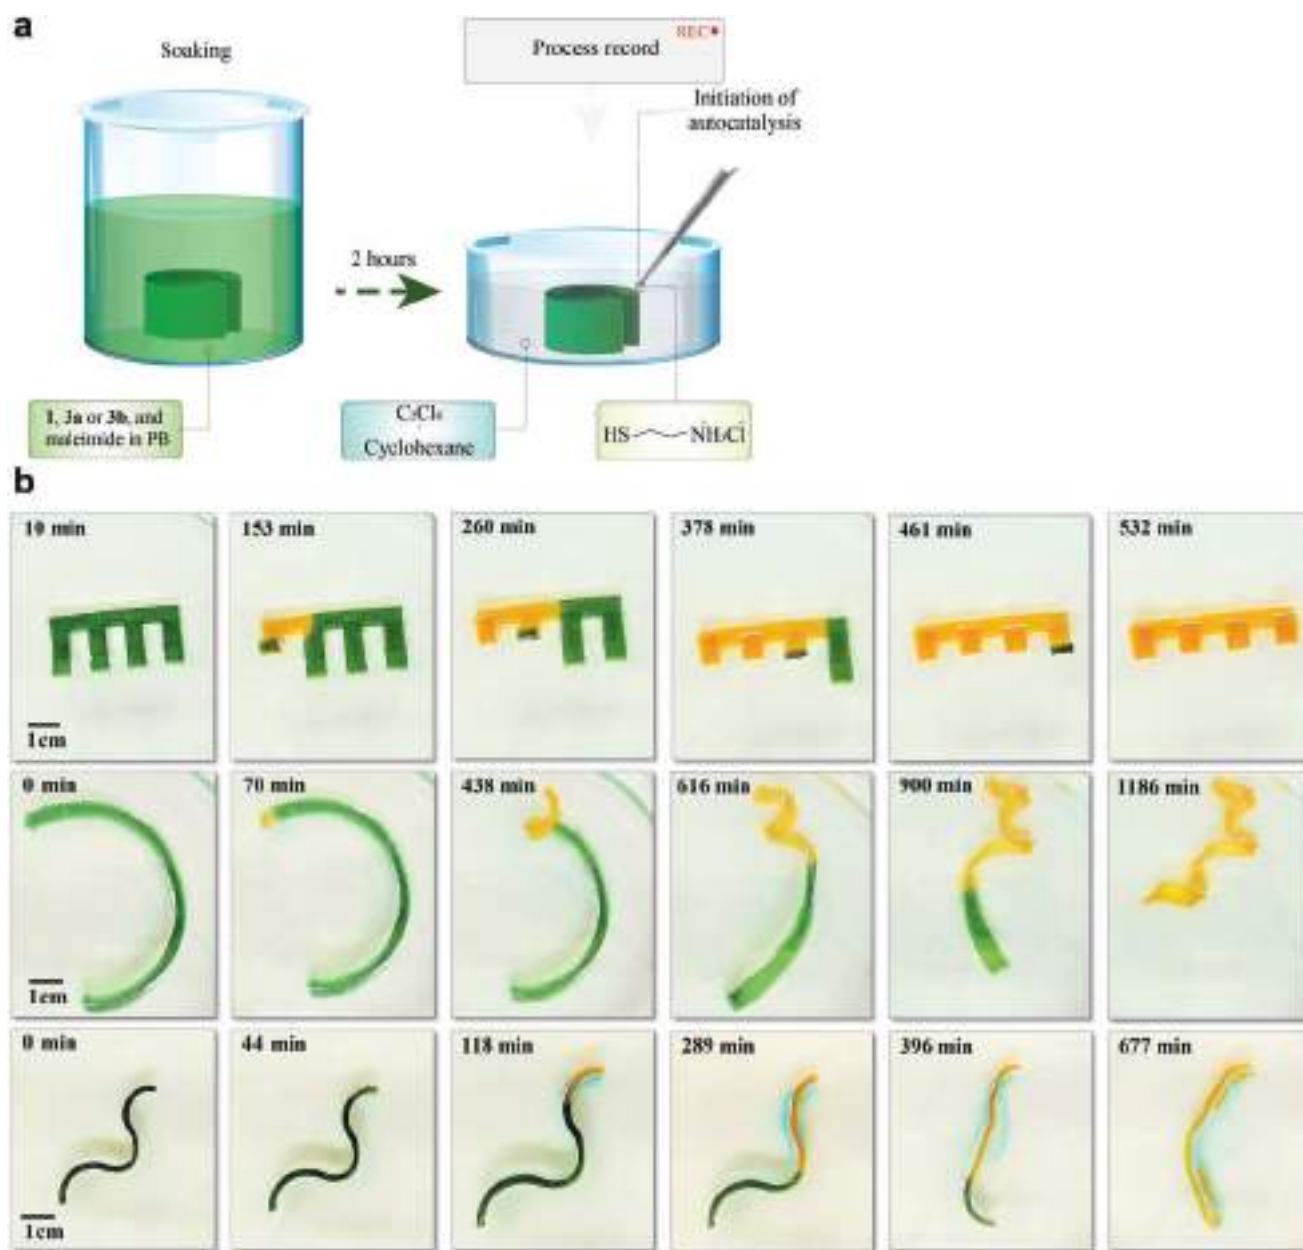 a
Soaking
Process record
REC
Initiation of
autocatalysis
2 hours
1, 3a or 3b, and
maleimide in PB
C₂Cl₄
Cyclohexane
HS
b
10 min
153 min
260 min
378 min
461 min
532 min
1cm
0 min
70 min
438 min
616 min
900 min
1186 min
1cm
0 min
44 min
118 min
289 min
396 min
677 min
1cm